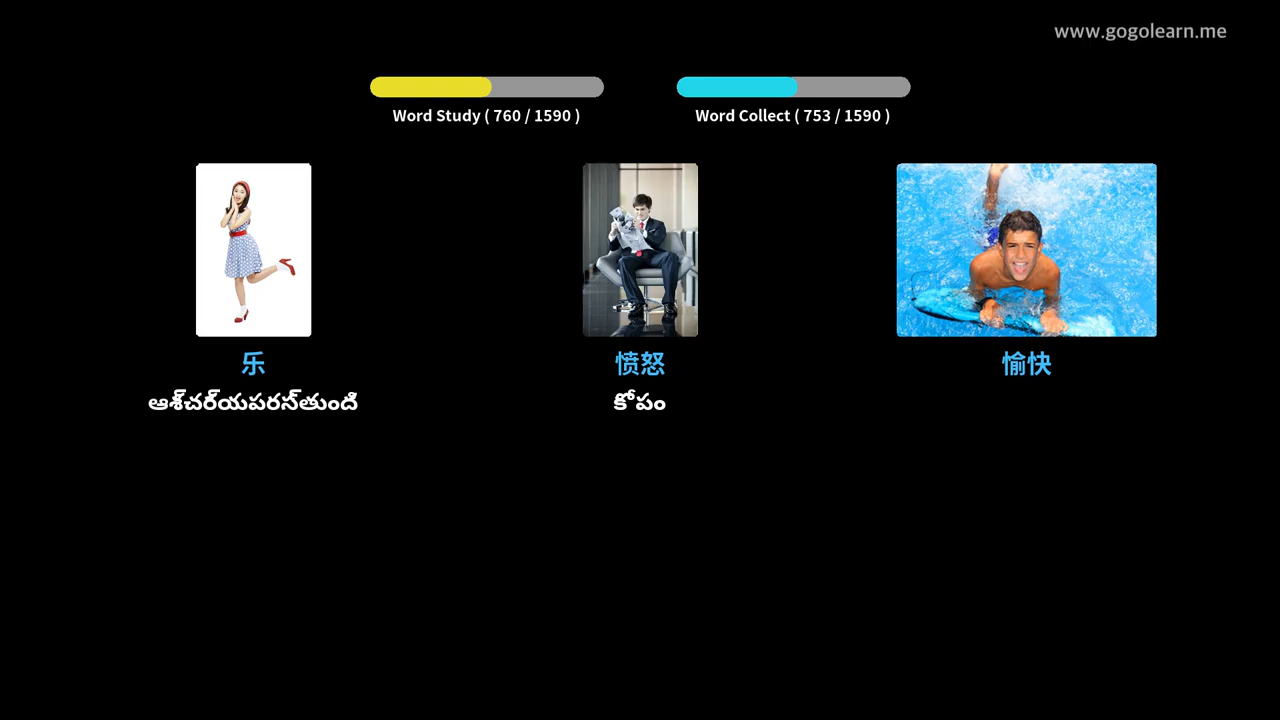 www.gogolearn.me
Word Study ( 760 / 1590 )
Word Collect ( 753 / 1590 )
乐
愤怒
愉快
ఆశ్‌చర్‌యపరస్‌తుంది
కోపం